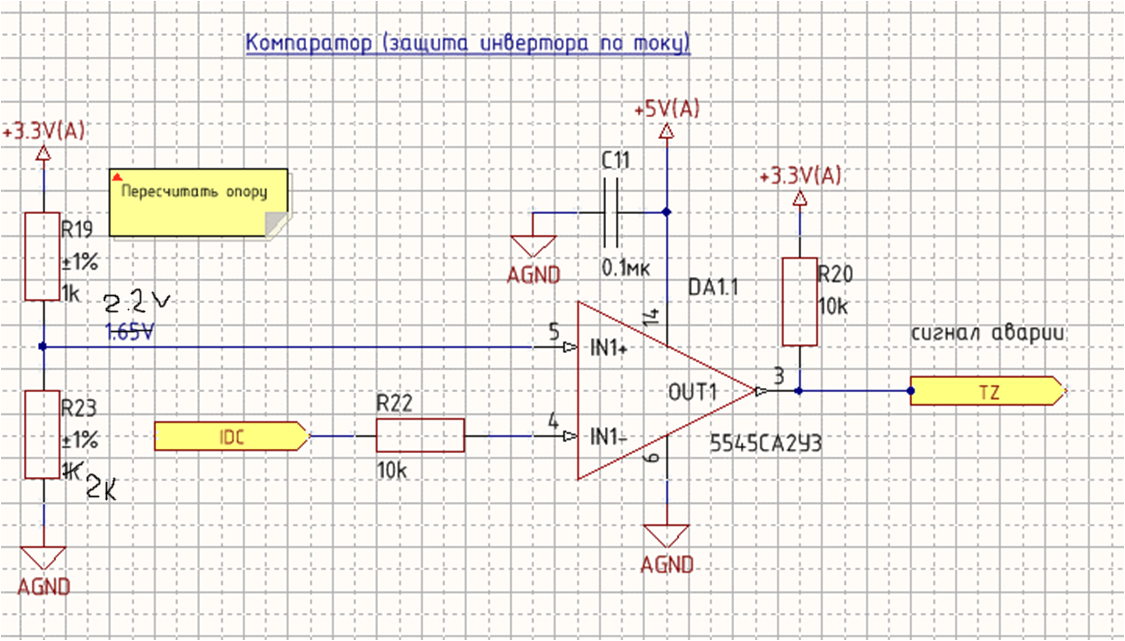 Компаратор (защита инвертора по току)
+5V(A)
+3.3V(A)
C11
+3.3V(A)
Пересчитать опору
R19
±1%
1k
AGND
0.1мк
DA1.1
R20
10k
2.2V
1.65V
14
5
IN1+
сигнал аварии
3
OUT1
TZ
R23
±1%
1k
2K
R22
IDC
10k
4
IN1-
6
5545СА2У3
AGND
AGND